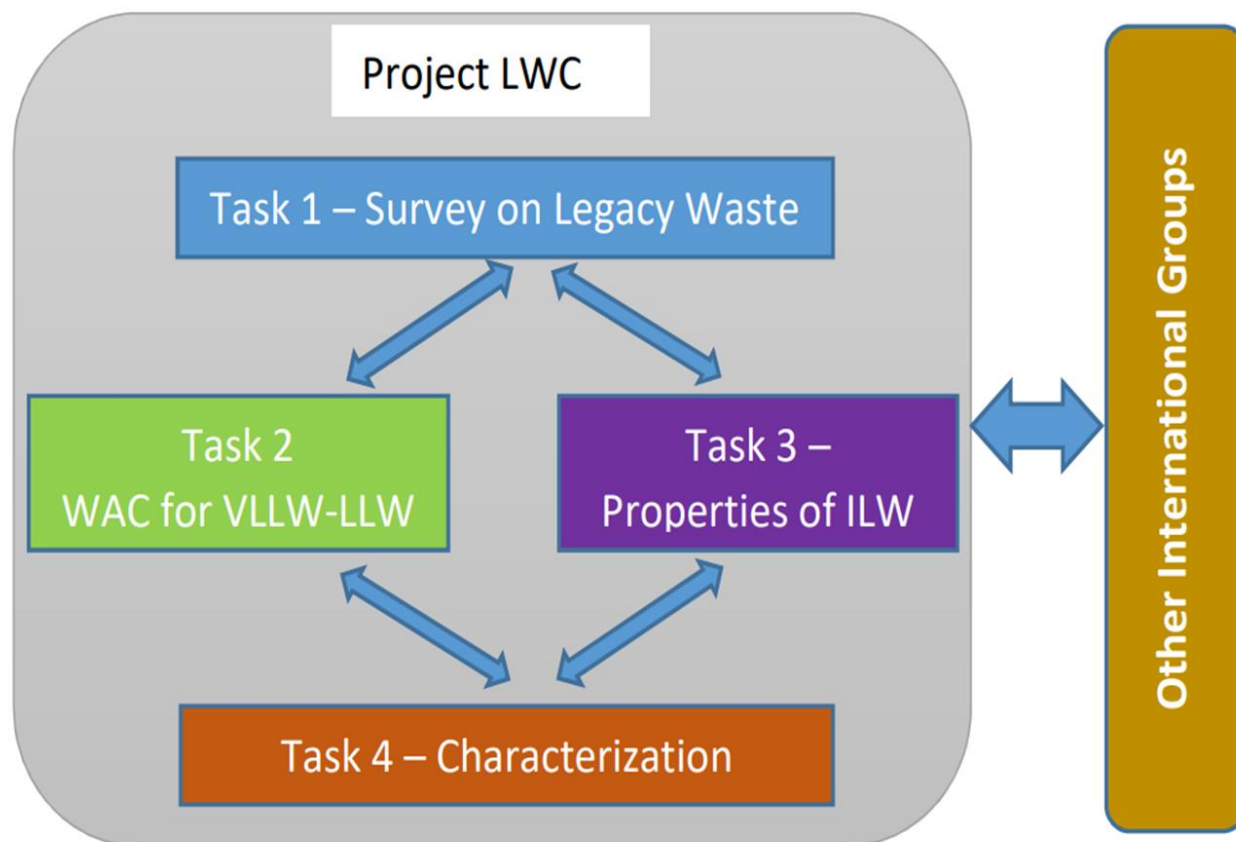 Project LWC
Task 1 – Survey on Legacy Waste
Task 2
WAC for VLLW-LLW
Task 3 –
Properties of ILW
Task 4 – Characterization
Other International Groups